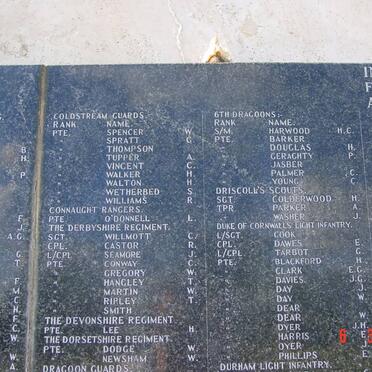 COLDSTREAM GUARDS.
RANK NAME.
PTE. SPENCER W.
" SPRATT G
" THOMPSON
" TUPPER A
" VINCENT C.
" WALKER H
" WALTON H
" WETHERBED S
" WILLIAMS R.
CONNAUGHT RANGERS.
PTE. O'DONNELL L.
THE DERBYSHIRE REGIMENT.
SGT. WILLMOTT C.
CPL. CASTOR R.
L/CPL SEAMORE J.
PTE. CONWAY C.
" GREGORY W.
" HANGLEY T.
" MARTIN T.
" RIPLEY T.
" SMITH
THE DEVONSHIRE REGIMENT
PTE. LEE H
THE DORSETSHIRE REGIMENT.
PTE. DODGE W.
" NEWSHAM W.
DRAGOON GUARDS.
6TH DRAGOONS:
RANK NAME:
S/M. HARWOOD H.C.
PTE. BARKER
" DOUGLAS H.
" GERAGHTY P.
" JASBER
" PALMER C.
" YOUNG C
DRISCOLL'S SCOUTS.
SGT COLDERWOOD H.
TPR PARKER A.
" WASHER J.
DUKE OF CORNWALL'S LIGHT INFANTRY.
L/SGT. COOK
CPL. DAWES E.
L/CPL TARBOT G.
PTE. BLACKFORD H.
" CLARK E.G.
" DAVIES. J.G.
" DAY J.
" DAY W.
" DEAR
" DEAR W.
" DYER J.H.
" HARRIS E.
" DYER J.
" PHILLIPS E.
DURHAM LIGHT INFANTRY.